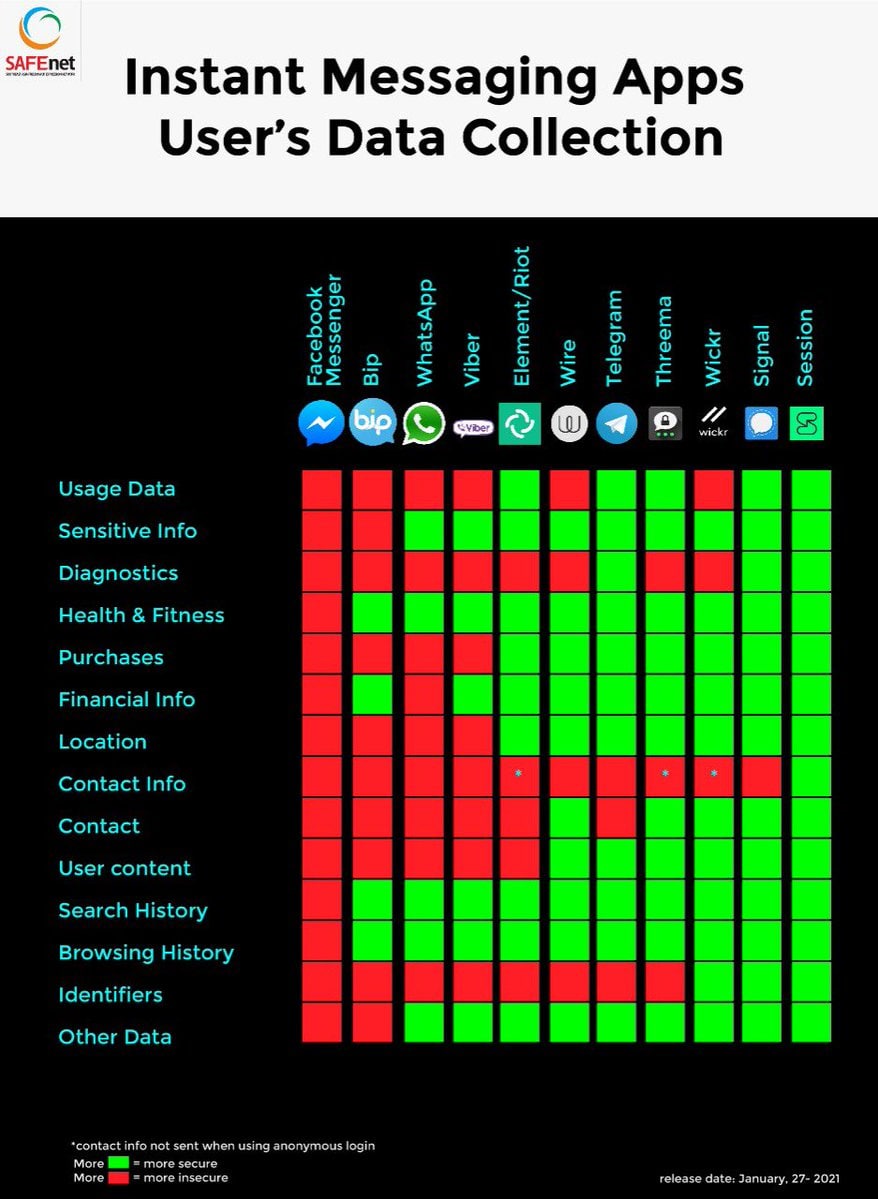 SAFEnet
Instant Messaging Apps
User's Data Collection
Facebook
Messenger
Bip
WhatsApp
Viber
Element/Riot
Wire
Telegram
Threema
Wickr
Signal
Session
bip
Viber
W
wickr
Usage Data
Sensitive Info
Diagnostics
Health & Fitness
Purchases
Financial Info
Location
Contact Info * * *
Contact
User content
Search History
Browsing History
Identifiers
Other Data
*contact info not sent when using anonymous login
More = more secure
More = more insecure
release date: January, 27- 2021